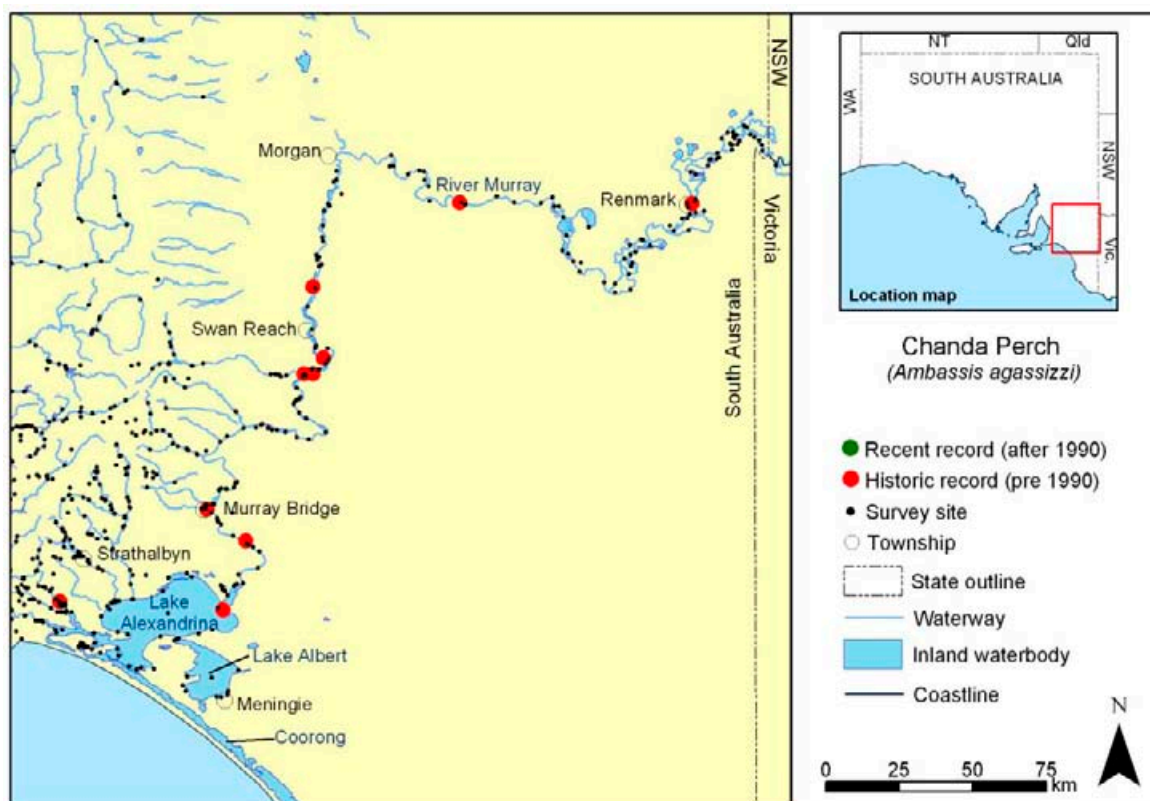 NSW
Morgan
River Murray
Renmark
Victoria
South Australia
Swan Reach
Murray Bridge
Strathalbyn
Lake
Alexandrina
Lake Albert
Meningie
Coorong
NT
Qld
SOUTH AUSTRALIA
WA
NSW
Vic.
Location map
Chanda Perch
(Ambassis agassizzi)
Recent record (after 1990)
Historic record (pre 1990)
Survey site
Township
State outline
Waterway
Inland waterbody
Coastline
N
0 25 50 75
km